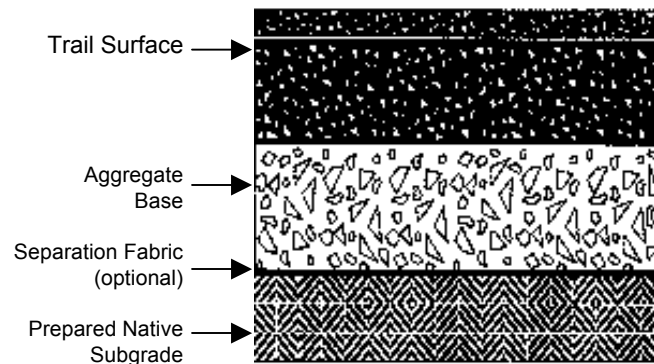 Trail Surface
Aggregate
Base
Separation Fabric
(optional)
Prepared Native
Subgrade